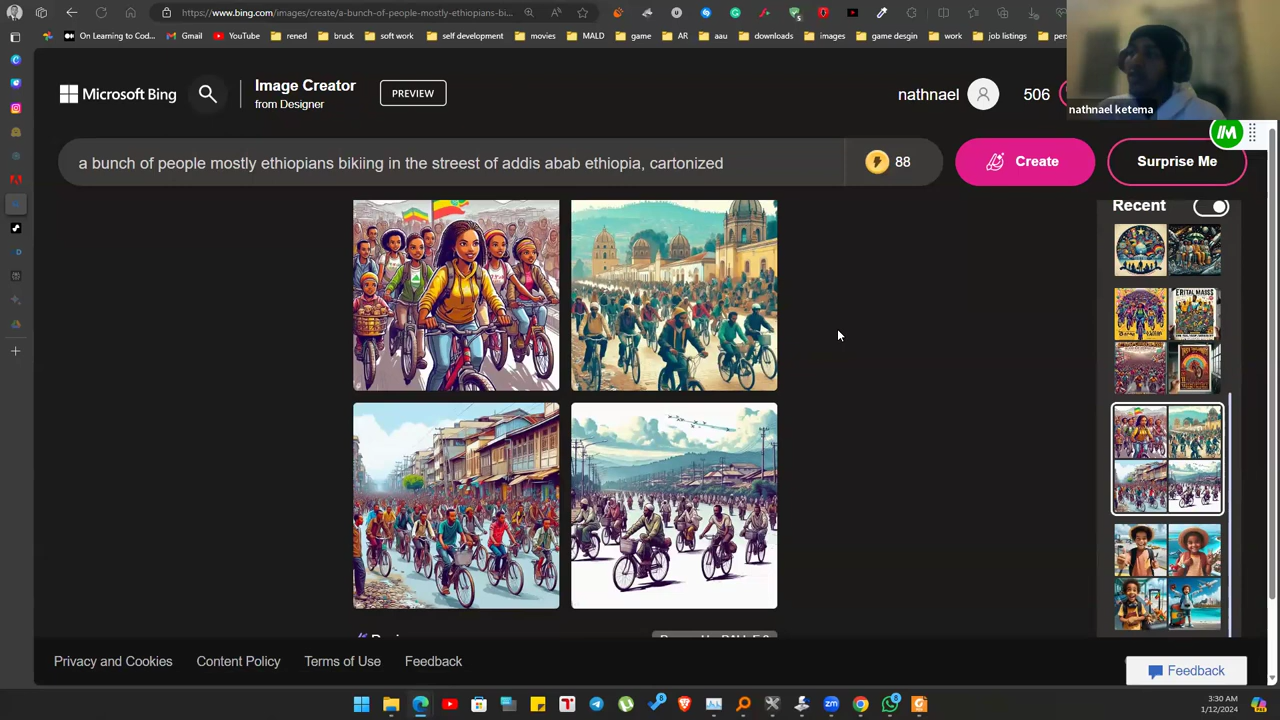 https://www.bing.com/images/create/a-bunch-of-people-mostly-ethiopians-bi...
On Learning to Cod...
Gmail
YouTube
rened
bruck
soft work
self development
movies
MALD
game
AR
aau
downloads
images
game desgin
work
job listings
per
nathnael ketema
Microsoft Bing
Image Creator
from Designer
PREVIEW
nathnael
506
a bunch of people mostly ethiopians bikiing in the streest of addis abab ethiopia, cartonized
88
Create
Surprise Me
Recent
Privacy and Cookies
Content Policy
Terms of Use
Feedback
Feedback
3:30 AM
1/12/2024